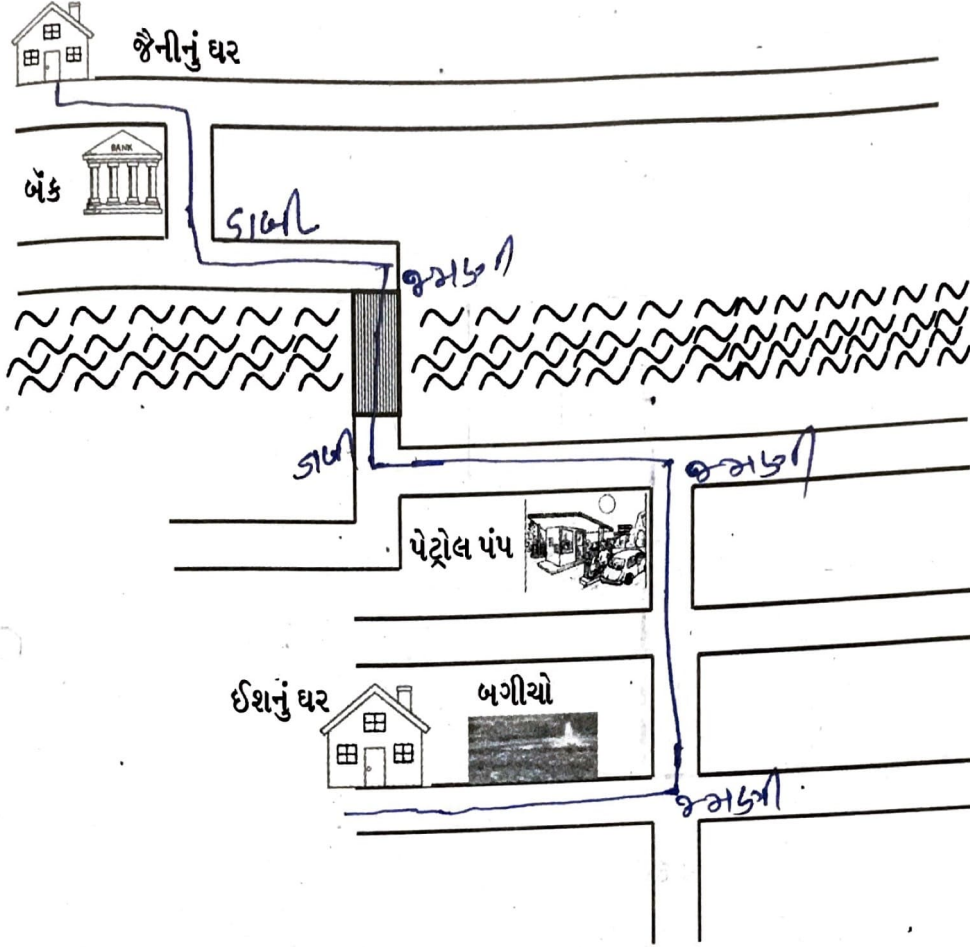 જૈનીનું ઘર
BANK
બેંક
ડાબી
જમણી
ડાબી
જમણી
પેટ્રોલ પંપ
ઈશનું ઘર
બગીચો
જમણી